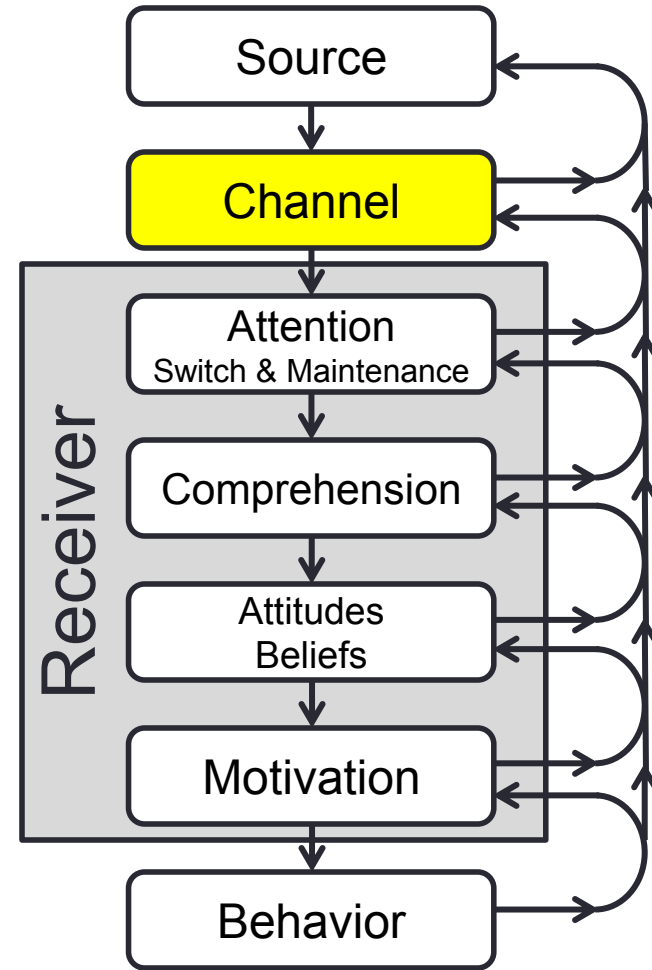 Source
Channel
Receiver
Attention
Switch & Maintenance
Comprehension
Attitudes
Beliefs
Motivation
Behavior